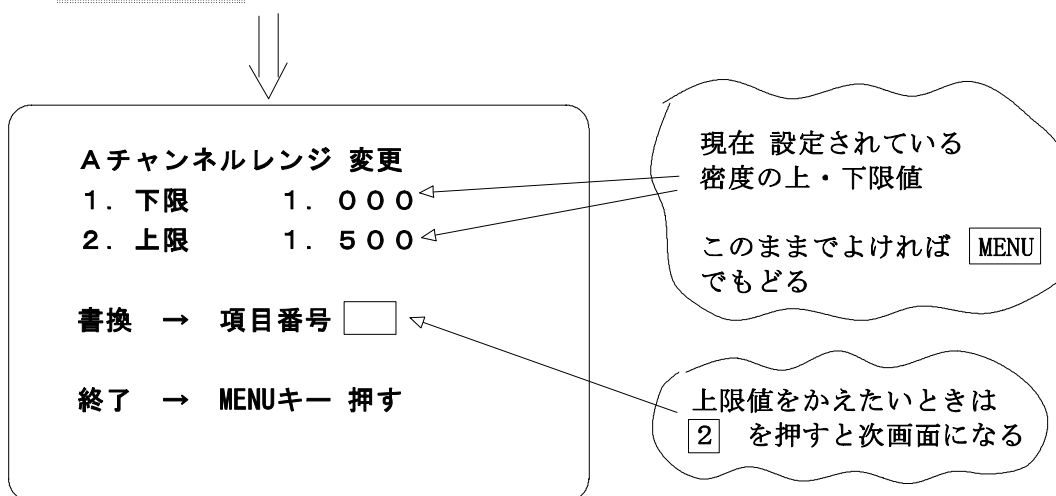 Aチャンネルレンジ 変更
1. 下限 1. 000
2. 上限 1. 500
書換 → 項目番号
終了 → MENUキー 押す
現在 設定されている
密度の上・下限値
このままでよければ MENU
でもどる
上限値をかえたいときは
2 を押すと次画面になる